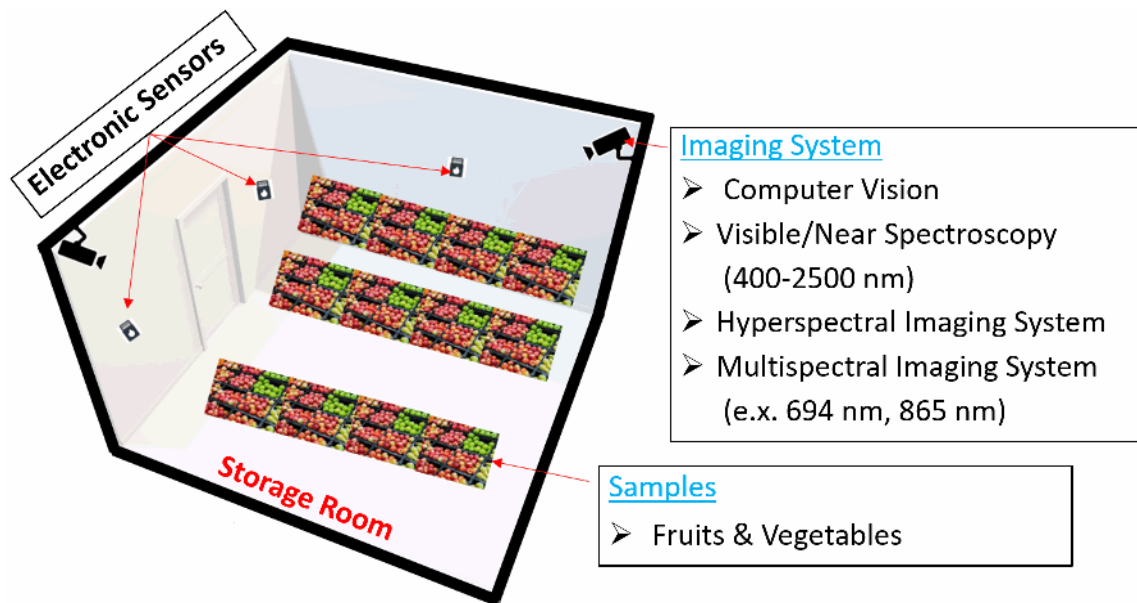 Electronic Sensors
Imaging System
➢ Computer Vision
➢ Visible/Near Spectroscopy
(400-2500 nm)
➢ Hyperspectral Imaging System
➢ Multispectral Imaging System
(e.x. 694 nm, 865 nm)
Storage Room
Samples
➢ Fruits & Vegetables